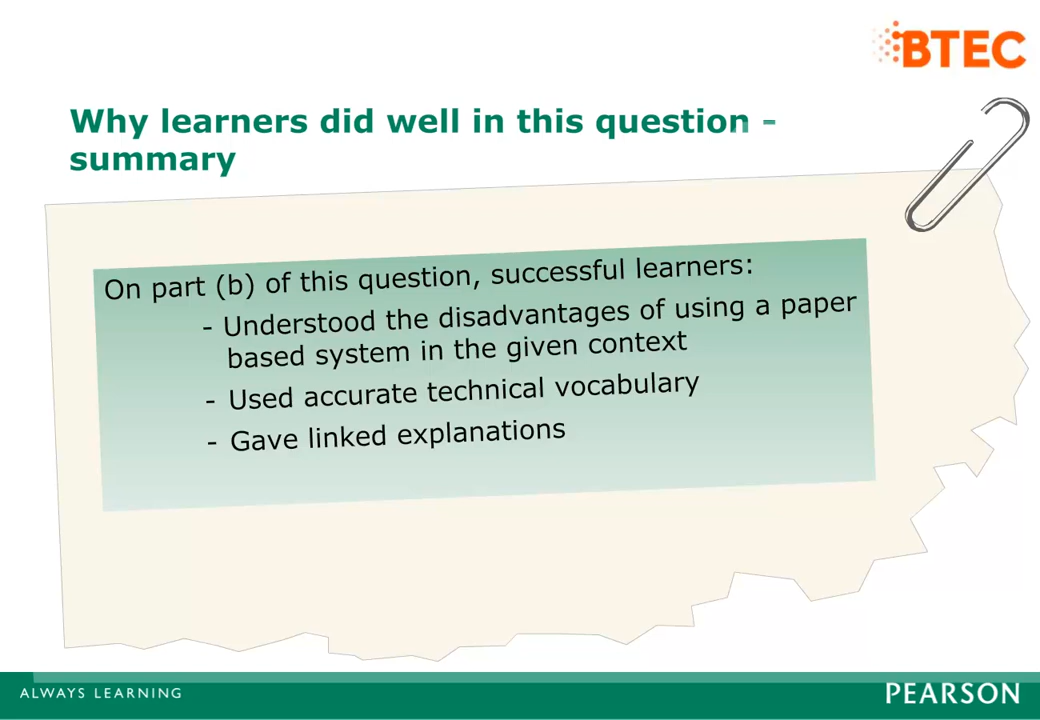 BTEC
Why learners did well in this question -
summary
On part (b) of this question, successful learners:
- Understood the disadvantages of using a paper
based system in the given context
- Used accurate technical vocabulary
- Gave linked explanations
ALWAYS LEARNING
PEARSON